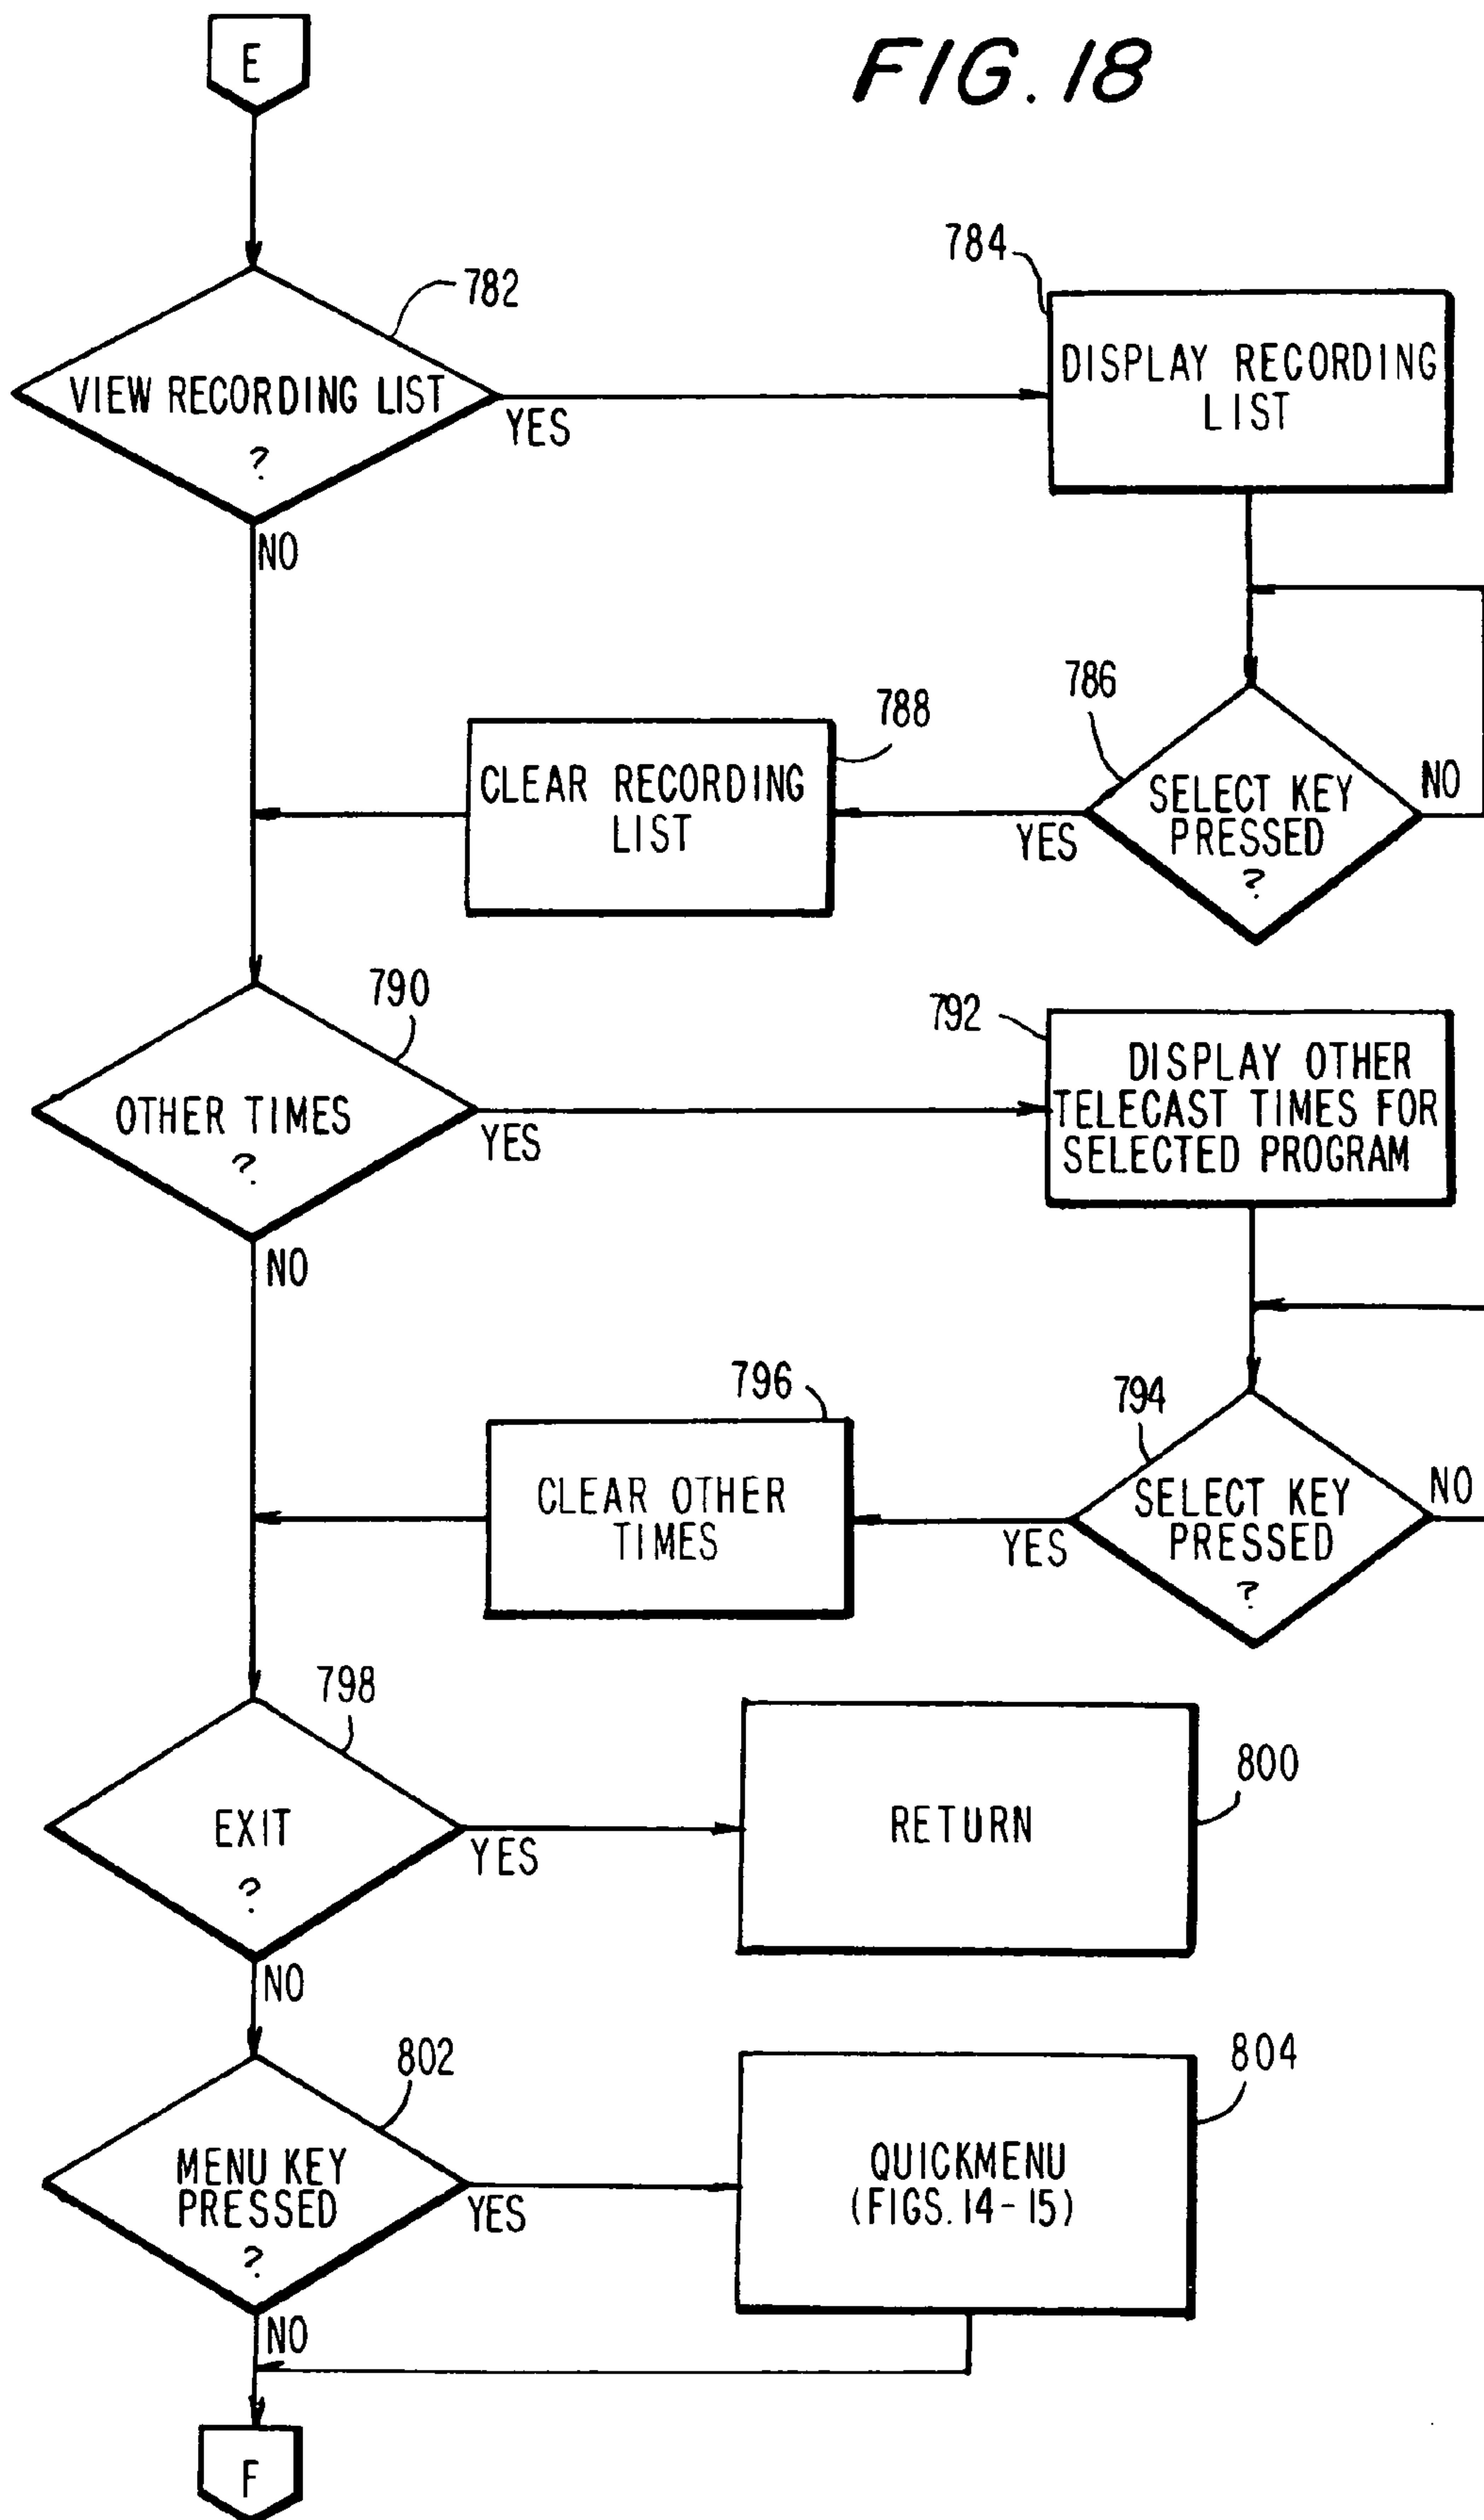 E
FIG. 18
782
VIEW RECORDING LIST
?
YES
NO
784
DISPLAY RECORDING
LIST
786
SELECT KEY
PRESSED
?
NO
YES
788
CLEAR RECORDING
LIST
790
OTHER TIMES
?
YES
NO
792
DISPLAY OTHER
TELECAST TIMES FOR
SELECTED PROGRAM
794
SELECT KEY
PRESSED
?
NO
YES
796
CLEAR OTHER
TIMES
798
EXIT
?
YES
NO
800
RETURN
802
MENU KEY
PRESSED
?
YES
NO
804
QUICKMENU
(FIGS. 14-15)
F